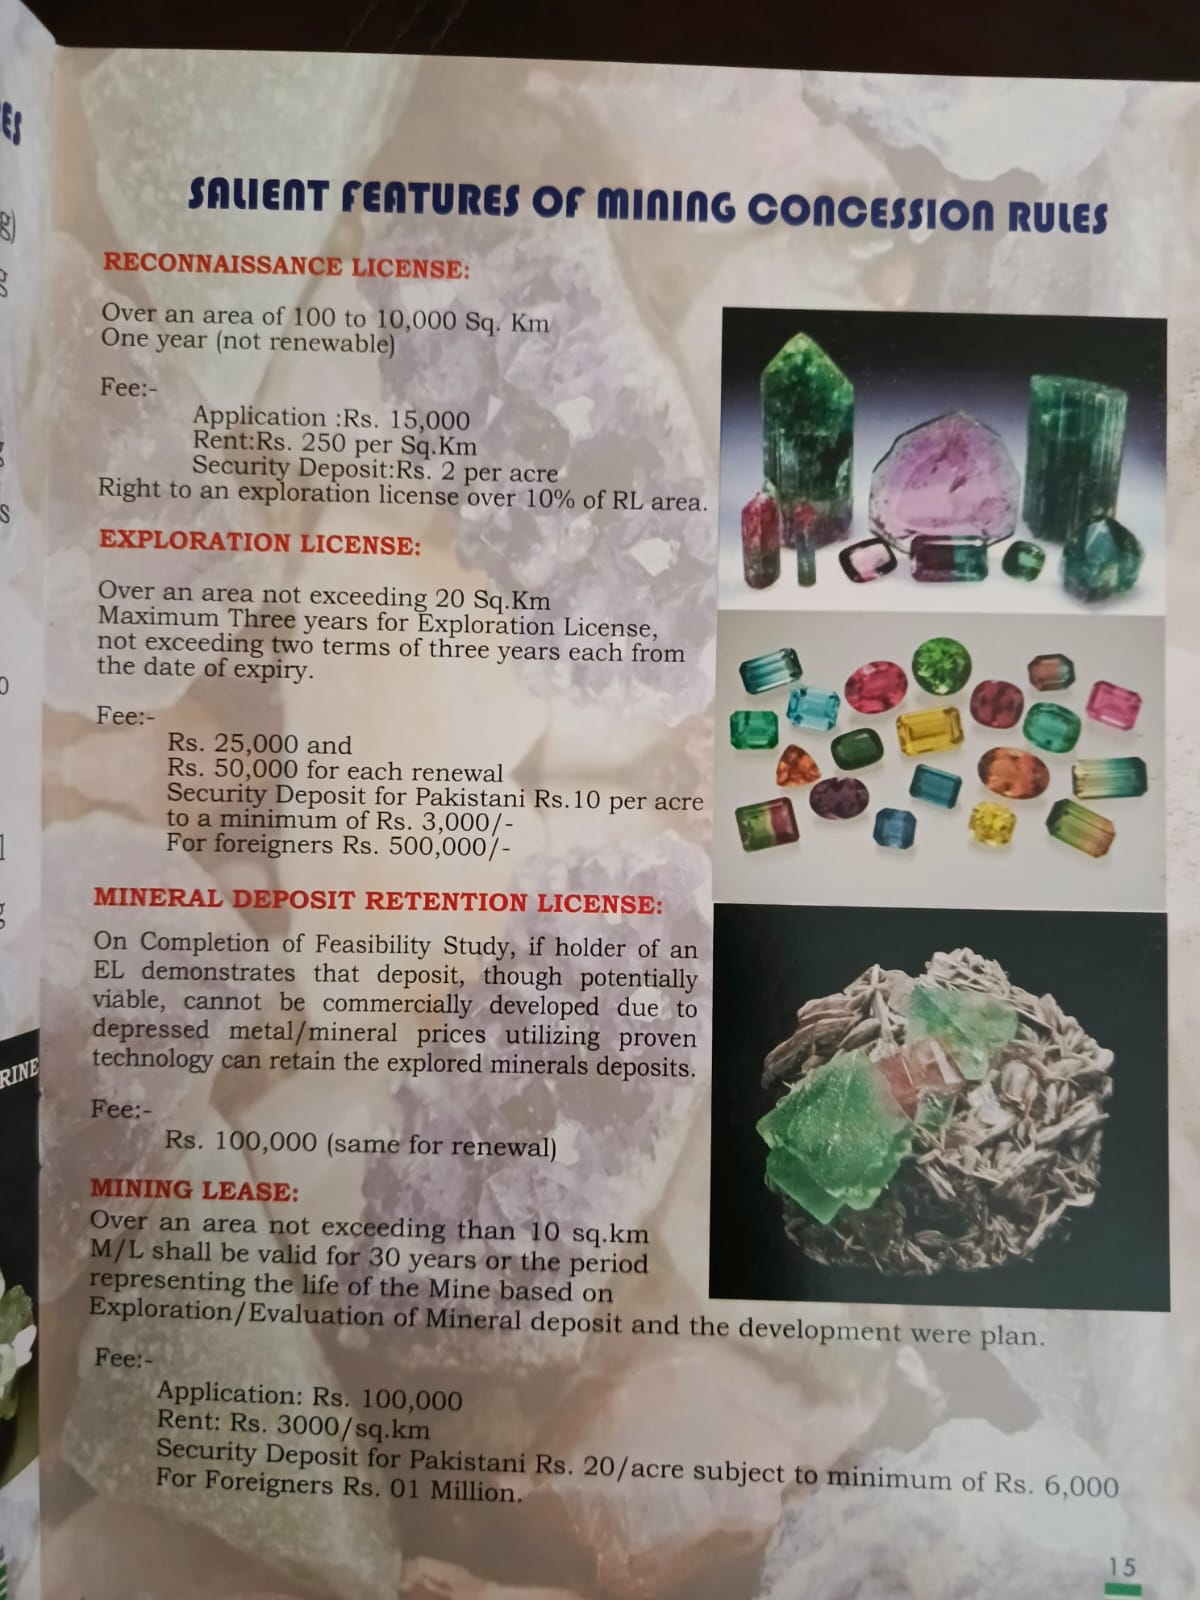 SALIENT FEATURES OF MINING CONCESSION RULES
RECONNAISSANCE LICENSE:
Over an area of 100 to 10,000 Sq. Km
One year (not renewable)
Fee:-
Application :Rs. 15,000
Rent:Rs. 250 per Sq.Km
Security Deposit:Rs. 2 per acre
Right to an exploration license over 10% of RL area.
EXPLORATION LICENSE:
Over an area not exceeding 20 Sq.Km
Maximum Three years for Exploration License,
not exceeding two terms of three years each from
the date of expiry.
Fee:-
Rs. 25,000 and
Rs. 50,000 for each renewal
Security Deposit for Pakistani Rs.10 per acre
to a minimum of Rs. 3,000/-
For foreigners Rs. 500,000/-
MINERAL DEPOSIT RETENTION LICENSE:
On Completion of Feasibility Study, if holder of an
EL demonstrates that deposit, though potentially
viable, cannot be commercially developed due to
depressed metal/mineral prices utilizing proven
technology can retain the explored minerals deposits.
Fee:-
Rs. 100,000 (same for renewal)
MINING LEASE:
Over an area not exceeding than 10 sq.km
M/L shall be valid for 30 years or the period
representing the life of the Mine based on
Exploration/Evaluation of Mineral deposit and the development were plan.
Fee:-
Application: Rs. 100,000
Rent: Rs. 3000/sq.km
Security Deposit for Pakistani Rs. 20/acre subject to minimum of Rs. 6,000
For Foreigners Rs. 01 Million.
15